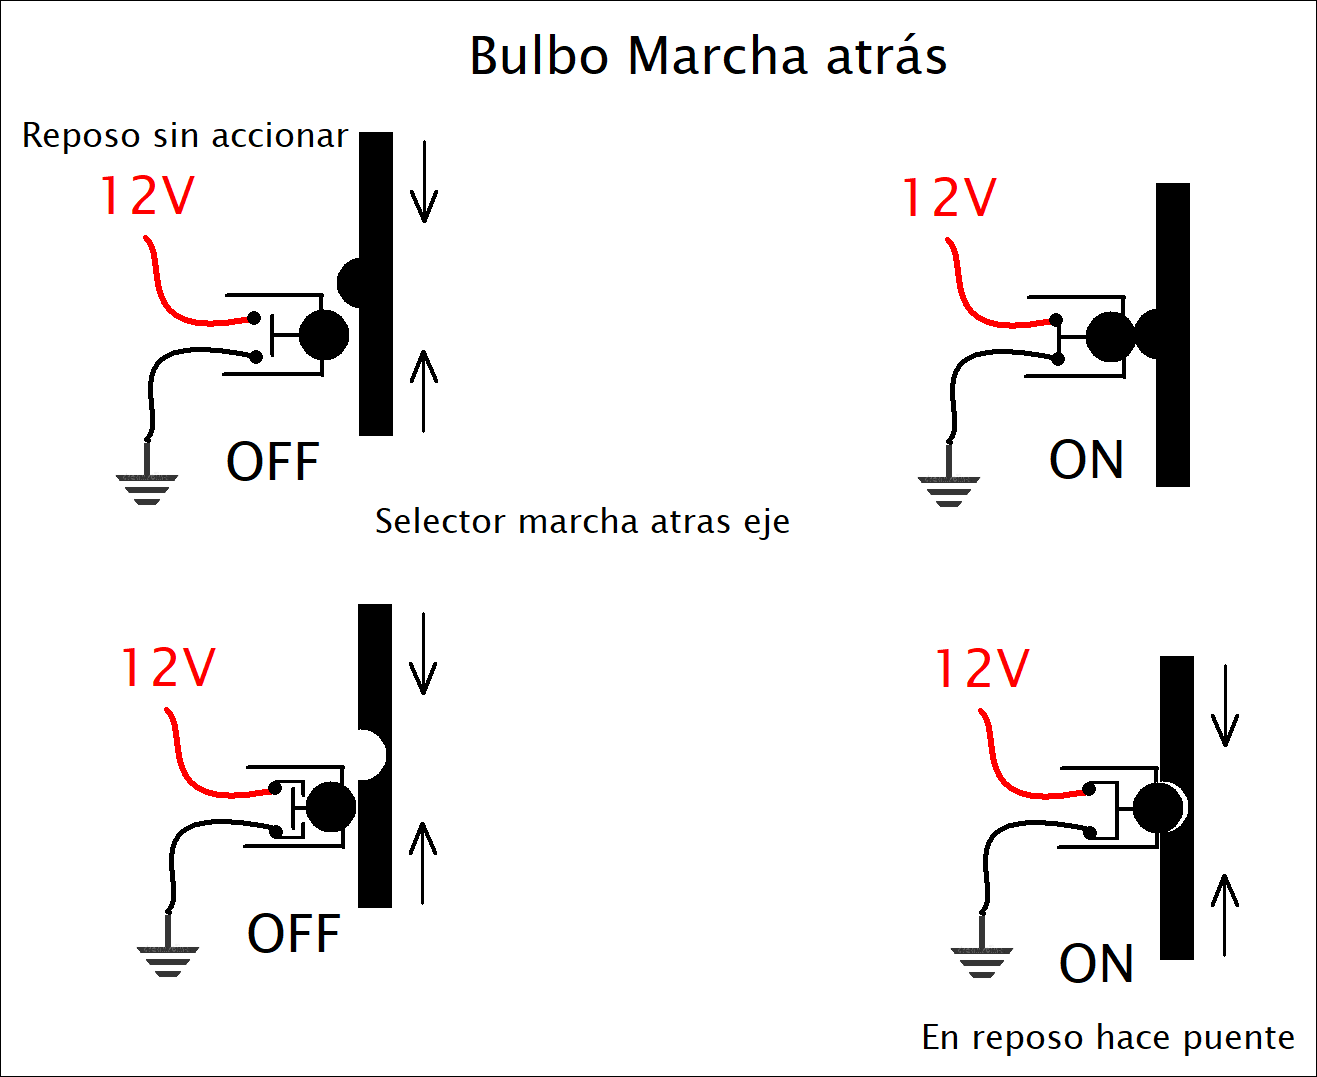 Bulbo Marcha atrás
Reposo sin accionar
12V
12V
OFF
ON
Selector marcha atras eje
12V
12V
OFF
ON
En reposo hace puente